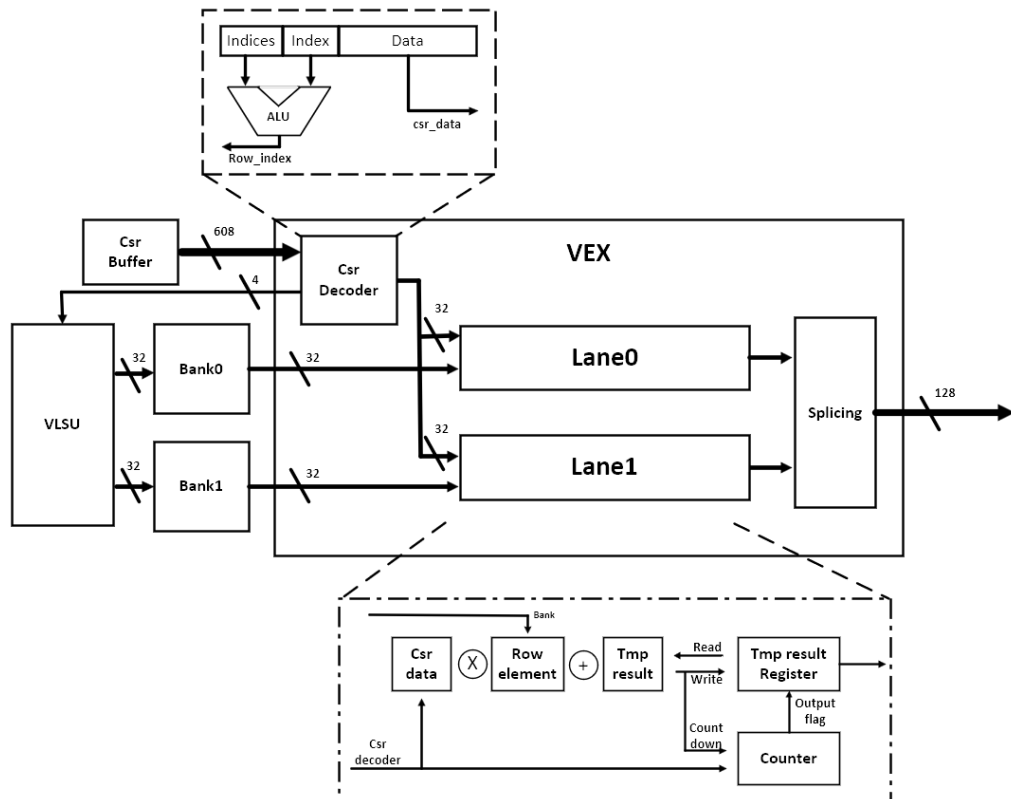 Indices Index Data
ALU
csr_data
Row_index
Csr
Buffer
608
Csr
Decoder
VEX
4
32
Lane0
32
Bank0
32
VLSU
Splicing
128
32
Lane1
32
Bank1
32
Bank
Csr
data
X
Row
element
+
Tmp
result
Read
Write
Tmp result
Register
Output
flag
Count
down
Csr
decoder
Counter